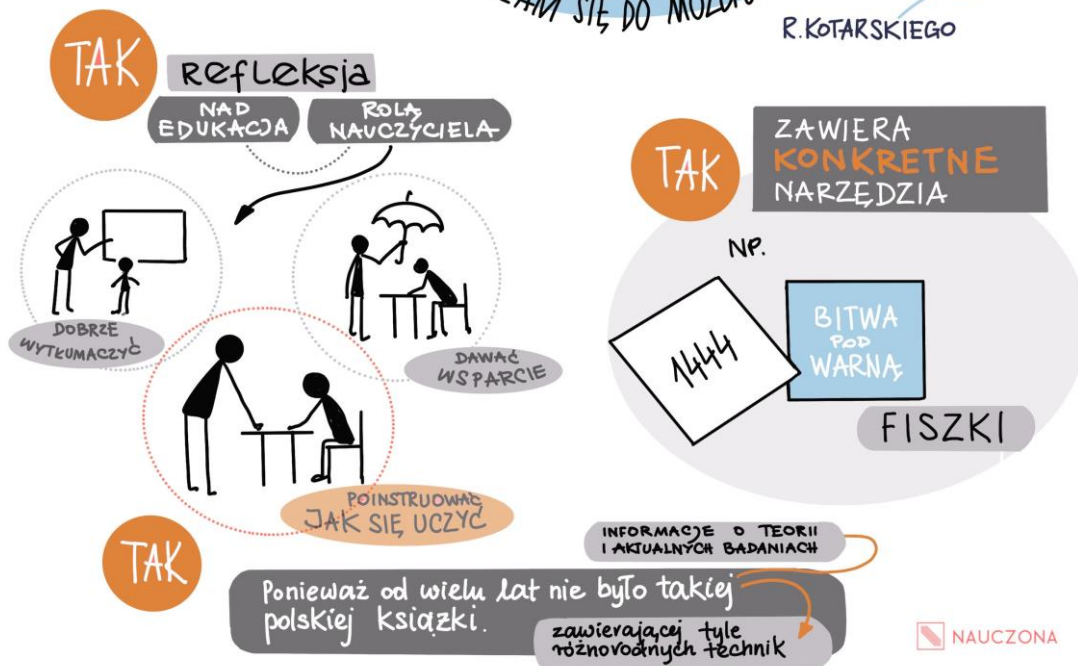 SIĘ DO
R.KOTARSKIEGO
TAK
REfLeksja
NAD
EDUKACJĄ
ROLĄ
NAUCZYCIELA
DOBRZE
WYTŁUMACZYĆ
DAWAĆ
WSPARCIE
POINSTRUOWAĆ
JAK SIĘ UCZYĆ
TAK
ZAWIERA
KONKRETNE
NARZĘDZIA
NP.
1444
BITWA
POD
WARNĄ
FISZKI
TAK
INFORMACJE O TEORII
I AKTUALNYCH BADANIACH
Ponieważ od wielu lat nie było takiej
polskiej książki.
zawierającej tyle
różnorodnych technik
NAUCZONA